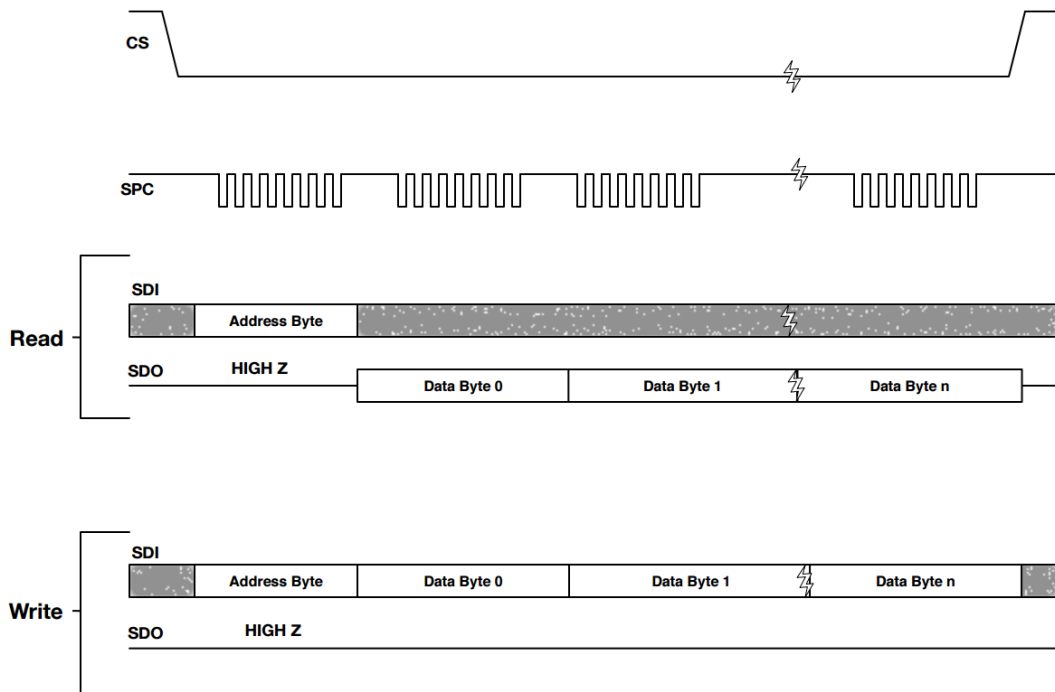 CS
SPC
Read
SDI
Address Byte
SDO
HIGH Z
Data Byte 0
Data Byte 1
Data Byte n
Write
SDI
Address Byte
Data Byte 0
Data Byte 1
Data Byte n
SDO
HIGH Z